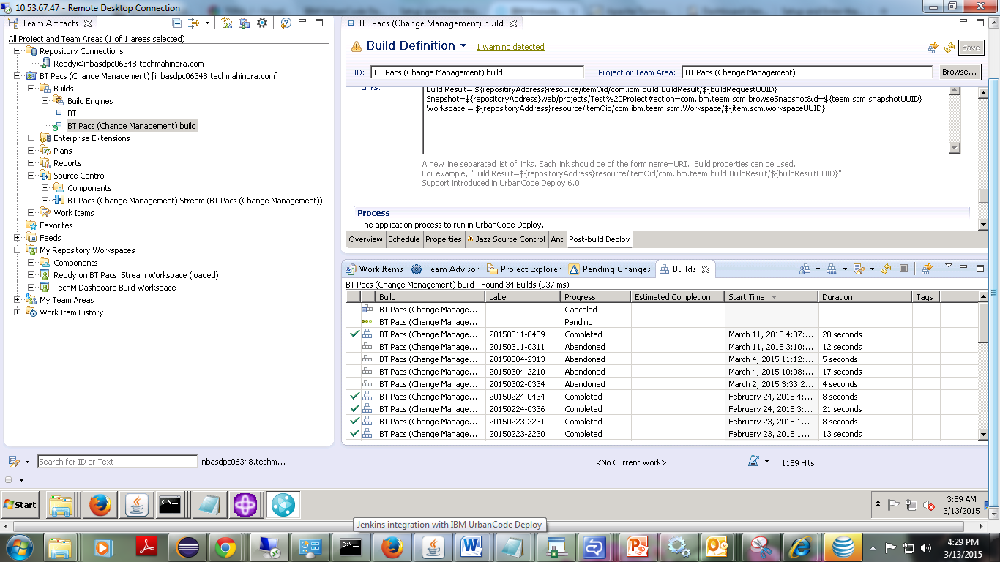 10.53.67.47 - Remote Desktop Connection
Team Artifacts
All Project and Team Areas (1 of 1 areas selected)
Repository Connections
Reddy@inbasdpc06348.techmahindra.com
BT Pacs (Change Management) [inbasdpc06348.techmahindra.com]
Builds
Build Engines
BT
BT Pacs (Change Management) build
Enterprise Extensions
Plans
Reports
Source Control
Components
BT Pacs (Change Management) Stream (BT Pacs (Change Management))
Work Items
Favorites
Feeds
My Repository Workspaces
Components
Reddy on BT Pacs Stream Workspace (loaded)
TechM Dashboard Build Workspace
My Team Areas
Work Item History
BT Pacs (Change Management) build
Build Definition
1 warning detected
Save
ID: BT Pacs (Change Management) build
Project or Team Area: BT Pacs (Change Management)
Browse...
Links:
Build Result= ${repositiryAddress}resource/itemOid/com.ibm.build.BuildResult/${buildRequestUUID}
Snapshot=${repositoryAddress}web/projects/Test%20Project#action=com.ibm.team.scm.browseSnapshot&id=${team.scm.snapshotUUID}
Workspace = ${repositoryAddress}resource/itemOid/com.ibm.team.scm.Workspace/${item.scm.workspaceUUID}
A new line separated list of links. Each link should be of the form name=URI. Build properties can be used.
For example, "Build Result=${repositoryAddress}resource/itemOid/com.ibm.team.build.BuildResult/${buildResultUUID}".
Support introduced in UrbanCode Deploy 6.0.
Process
The application process to run in UrbanCode Deploy.
Overview Schedule Properties Jazz Source Control Ant Post-build Deploy
Work Items Team Advisor Project Explorer Pending Changes Builds
BT Pacs (Change Management) build - Found 34 Builds (937 ms)
Build Label Progress Estimated Completion Start Time Duration Tags
BT Pacs (Change Manage... Canceled
BT Pacs (Change Manage... Pending
BT Pacs (Change Manage... 20150311-0409 Completed March 11, 2015 4:07:... 20 seconds
BT Pacs (Change Manage... 20150311-0311 Abandoned March 11, 2015 3:10:... 12 seconds
BT Pacs (Change Manage... 20150304-2313 Abandoned March 4, 2015 11:12:... 5 seconds
BT Pacs (Change Manage... 20150304-2210 Abandoned March 4, 2015 10:08:... 17 seconds
BT Pacs (Change Manage... 20150302-0334 Abandoned March 2, 2015 3:33:2... 4 seconds
BT Pacs (Change Manage... 20150224-0434 Completed February 24, 2015 4:... 8 seconds
BT Pacs (Change Manage... 20150224-0336 Completed February 24, 2015 3:... 21 seconds
BT Pacs (Change Manage... 20150223-2231 Completed February 23, 2015 1... 8 seconds
BT Pacs (Change Manage... 20150223-2230 Completed February 23, 2015 1... 13 seconds
Search for ID or Text
inbasdpc06348.techm...
<No Current Work>
1189 Hits
Start
3:59 AM
3/13/2015
Jenkins integration with IBM UrbanCode Deploy
4:29 PM
3/13/2015